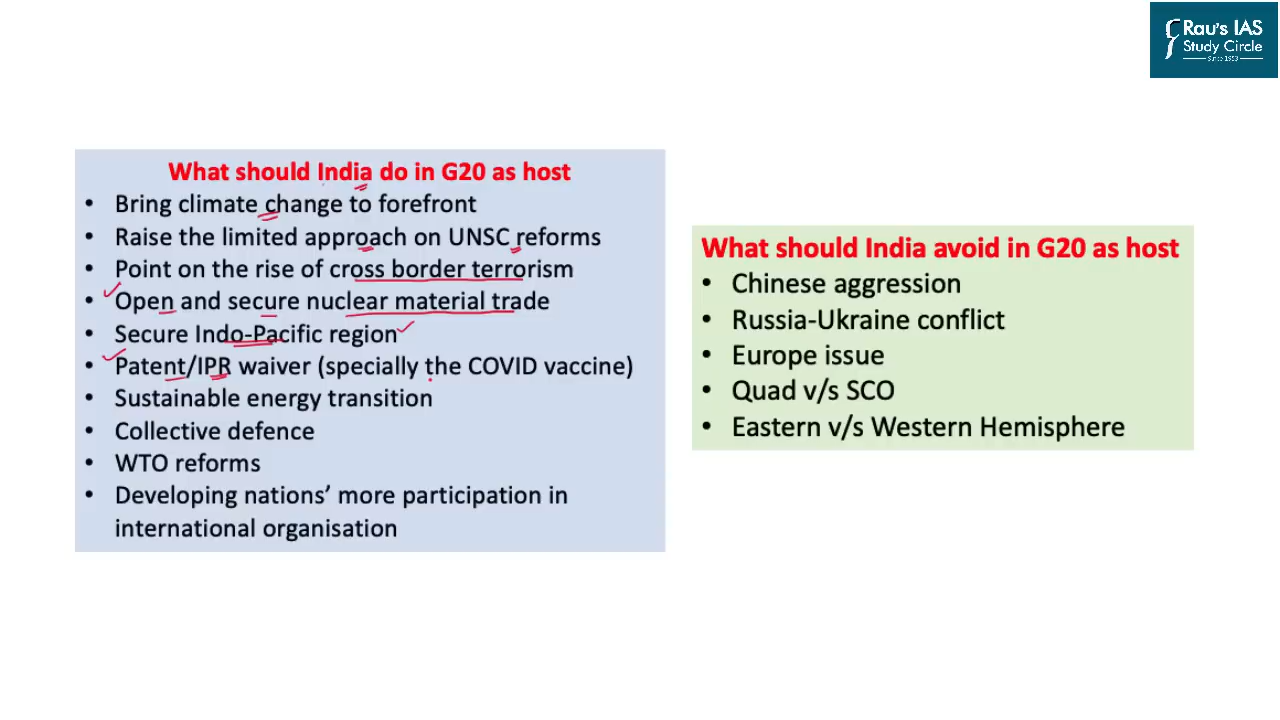 Rau's IAS
Study Circle
Since 1953
What should India do in G20 as host
• Bring climate change to forefront
• Raise the limited approach on UNSC reforms
• Point on the rise of cross border terrorism
• Open and secure nuclear material trade
• Secure Indo-Pacific region
• Patent/IPR waiver (specially the COVID vaccine)
• Sustainable energy transition
• Collective defence
• WTO reforms
• Developing nations' more participation in
international organisation
What should India avoid in G20 as host
• Chinese aggression
• Russia-Ukraine conflict
• Europe issue
• Quad v/s SCO
• Eastern v/s Western Hemisphere